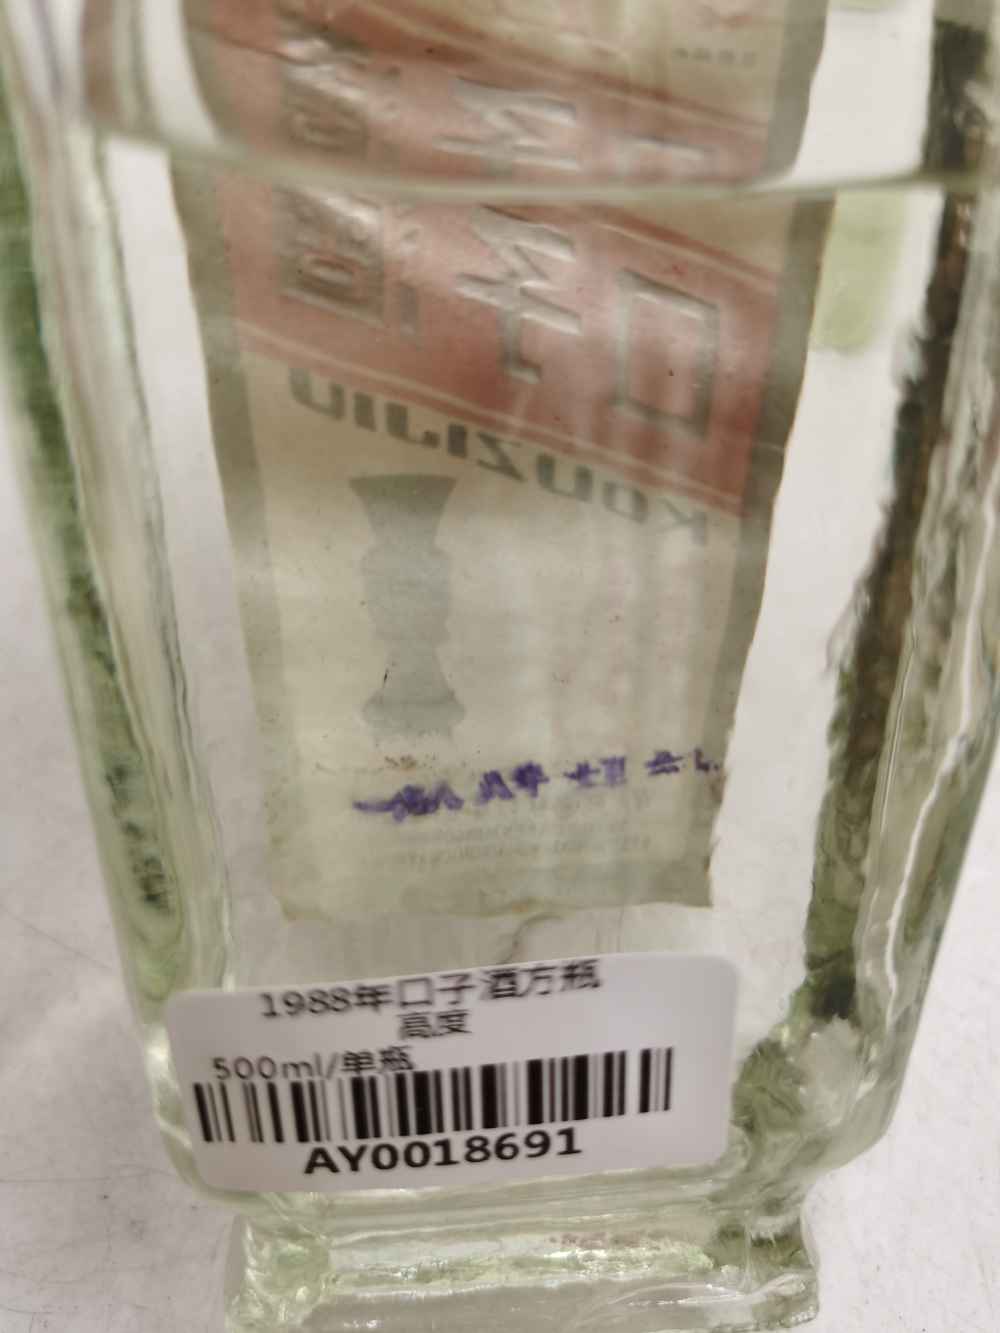 口子酒
KOUZIJIU
1988年口子酒方瓶
高度
500ml/单瓶
AY0018691